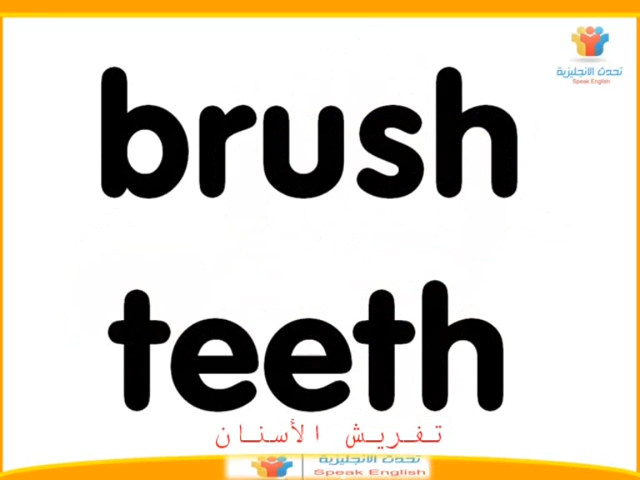 تحدث الانجليزية
Speak English
brush
teeth
تفريش الأسنان
تحدث الانجليزية
Speak English